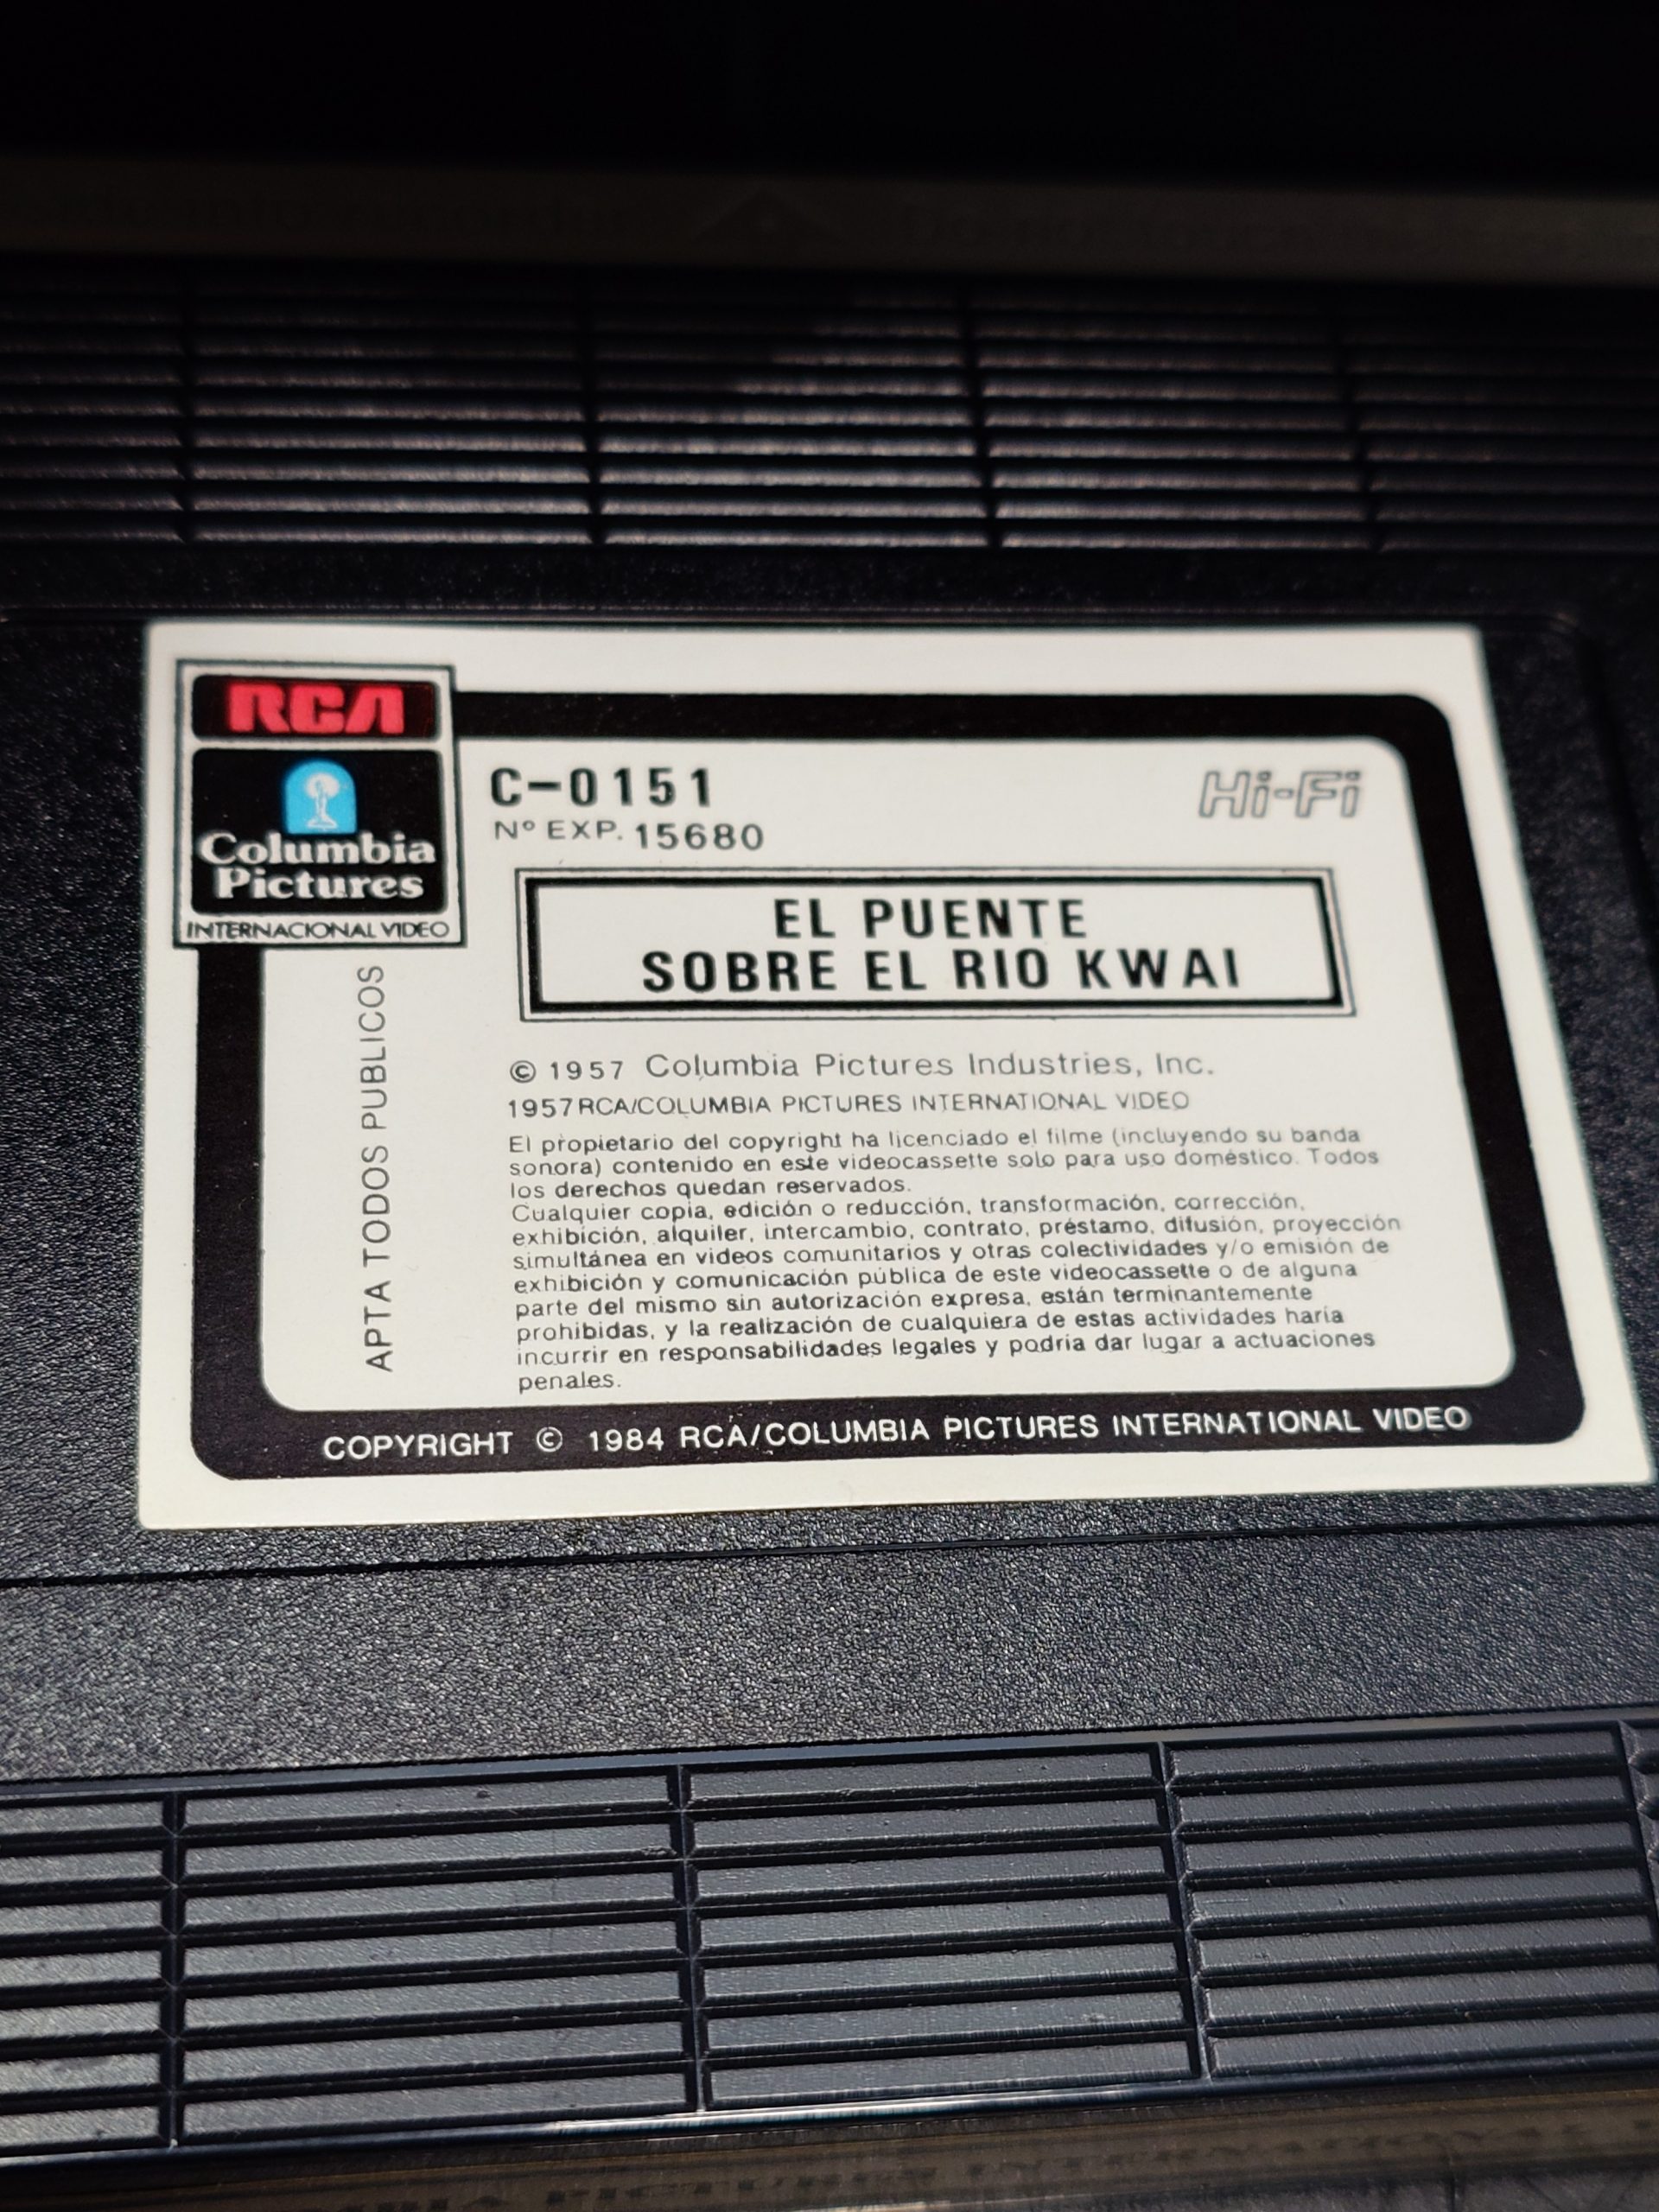 RCA
Columbia
Pictures
INTERNACIONAL VIDEO
C-0151
Hi-Fi
Nº EXP. 15680
EL PUENTE
SOBRE EL RIO KWAI
APTA TODOS PUBLICOS
© 1957 Columbia Pictures Industries, Inc.
1957 RCA/COLUMBIA PICTURES INTERNATIONAL VIDEO
El propietario del copyright ha licenciado el filme (incluyendo su banda
sonora) contenido en este videocassette solo para uso doméstico. Todos
los derechos quedan reservados.
Cualquier copia, edición o reducción, transformación, corrección,
exhibición, alquiler, intercambio, contrato, préstamo, difusión, proyección
simultánea en videos comunitarios y otras colectividades y/o emisión de
exhibición y comunicación pública de este videocassette o de alguna
parte del mismo sin autorización expresa, están terminantemente
prohibidas, y la realización de cualquiera de estas actividades haría
incurrir en responsabilidades legales y podría dar lugar a actuaciones
penales.
COPYRIGHT © 1984 RCA/COLUMBIA PICTURES INTERNATIONAL VIDEO